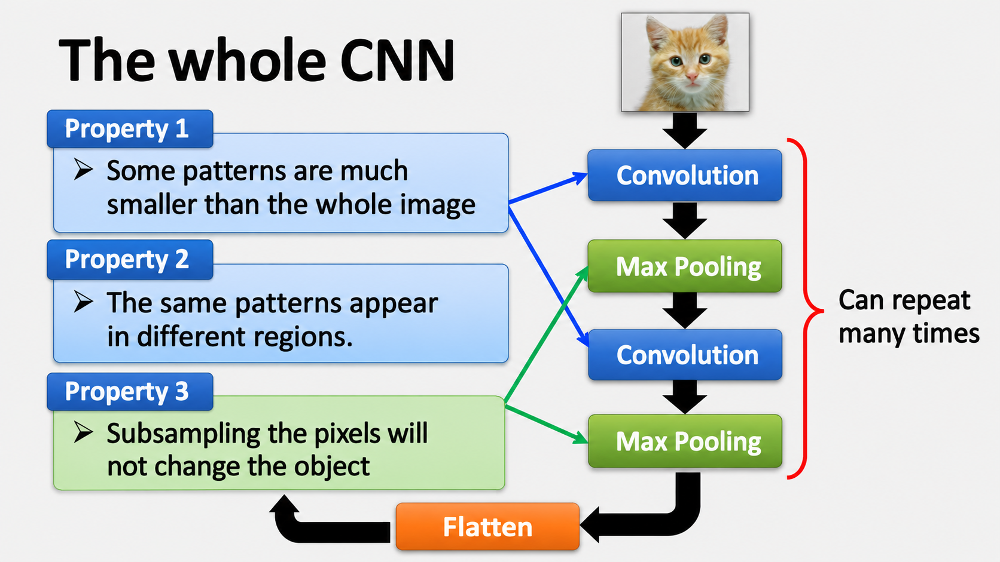 The whole CNN
Property 1
➢ Some patterns are much
smaller than the whole image
Property 2
➢ The same patterns appear
in different regions.
Property 3
➢ Subsampling the pixels will
not change the object
Convolution
Max Pooling
Convolution
Max Pooling
Can repeat
many times
Flatten